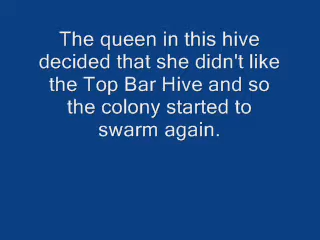 The queen in this hive
decided that she didn't like
the Top Bar Hive and so
the colony started to
swarm again.